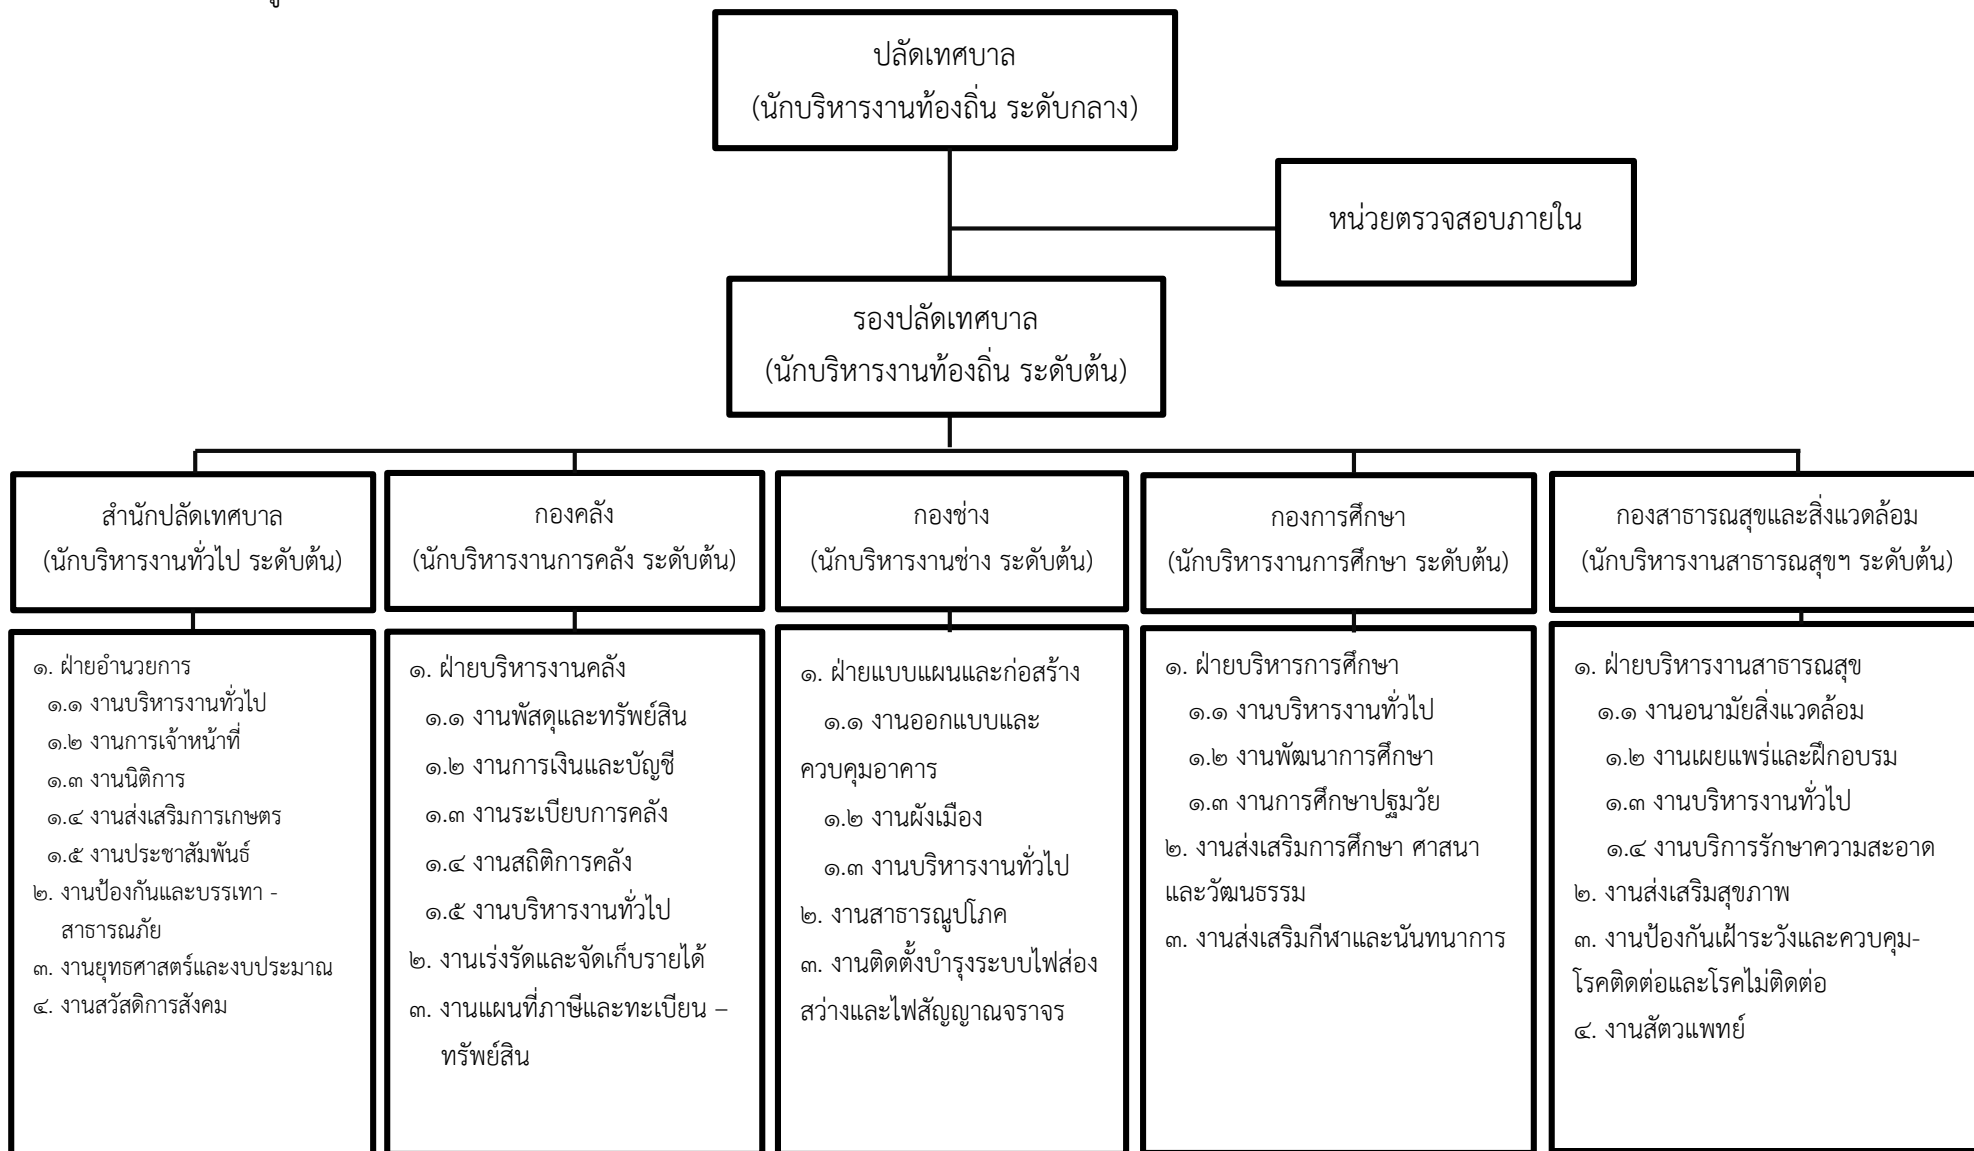 ปลัดเทศบาล
(นักบริหารงานท้องถิ่น ระดับกลาง)
หน่วยตรวจสอบภายใน
รองปลัดเทศบาล
(นักบริหารงานท้องถิ่น ระดับต้น)
สำนักปลัดเทศบาล
(นักบริหารงานทั่วไป ระดับต้น)
๑. ฝ่ายอำนวยการ
๑.๑ งานบริหารงานทั่วไป
๑.๒ งานการเจ้าหน้าที่
๑.๓ งานนิติการ
๑.๔ งานส่งเสริมการเกษตร
๑.๕ งานประชาสัมพันธ์
๒. งานป้องกันและบรรเทา -
สาธารณภัย
๓. งานยุทธศาสตร์และงบประมาณ
๔. งานสวัสดิการสังคม
กองคลัง
(นักบริหารงานการคลัง ระดับต้น)
๑. ฝ่ายบริหารงานคลัง
๑.๑ งานพัสดุและทรัพย์สิน
๑.๒ งานการเงินและบัญชี
๑.๓ งานระเบียบการคลัง
๑.๔ งานสถิติการคลัง
๑.๕ งานบริหารงานทั่วไป
๒. งานเร่งรัดและจัดเก็บรายได้
๓. งานแผนที่ภาษีและทะเบียน –
ทรัพย์สิน
กองช่าง
(นักบริหารงานช่าง ระดับต้น)
๑. ฝ่ายแบบแผนและก่อสร้าง
๑.๑ งานออกแบบและ
ควบคุมอาคาร
๑.๒ งานผังเมือง
๑.๓ งานบริหารงานทั่วไป
๒. งานสาธารณูปโภค
๓. งานติดตั้งบำรุงระบบไฟส่อง
สว่างและไฟสัญญาณจราจร
กองการศึกษา
(นักบริหารงานการศึกษา ระดับต้น)
๑. ฝ่ายบริหารการศึกษา
๑.๑ งานบริหารงานทั่วไป
๑.๒ งานพัฒนาการศึกษา
๑.๓ งานการศึกษาปฐมวัย
๒. งานส่งเสริมการศึกษา ศาสนา
และวัฒนธรรม
๓. งานส่งเสริมกีฬาและนันทนาการ
กองสาธารณสุขและสิ่งแวดล้อม
(นักบริหารงานสาธารณสุขฯ ระดับต้น)
๑. ฝ่ายบริหารงานสาธารณสุข
๑.๑ งานอนามัยสิ่งแวดล้อม
๑.๒ งานเผยแพร่และฝึกอบรม
๑.๓ งานบริหารงานทั่วไป
๑.๔ งานบริการรักษาความสะอาด
๒. งานส่งเสริมสุขภาพ
๓. งานป้องกันเฝ้าระวังและควบคุม-
โรคติดต่อและโรคไม่ติดต่อ
๔. งานสัตวแพทย์